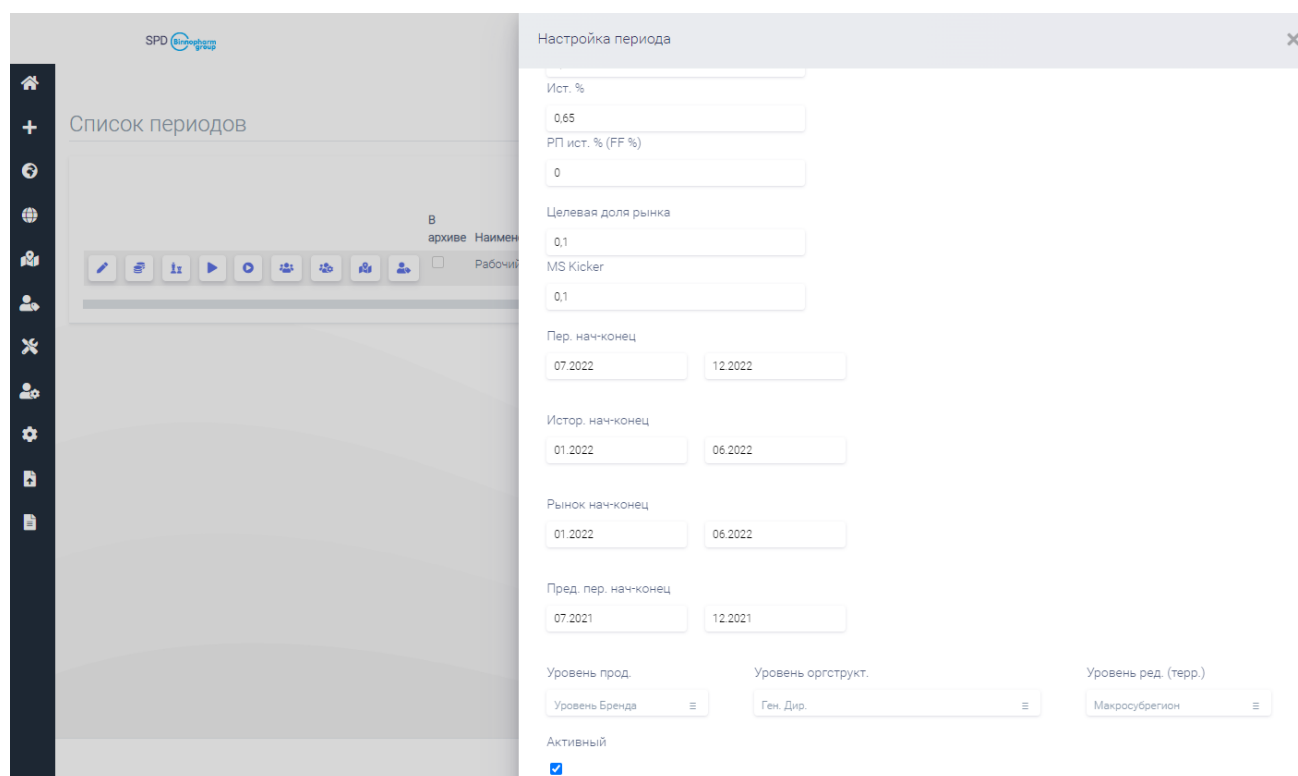 SPD Binnopharm group
Настройка периода
Список периодов
В
архиве Наимен
Рабочий
Ист. %
0,65
РП ист. % (FF %)
0
Целевая доля рынка
0,1
MS Kicker
0,1
Пер. нач-конец
07.2022 12.2022
Истор. нач-конец
01.2022 06.2022
Рынок нач-конец
01.2022 06.2022
Пред. пер. нач-конец
07.2021 12.2021
Уровень прод. Уровень оргструкт. Уровень ред. (терр.)
Уровень Бренда Ген. Дир. Макросубрегион
Активный